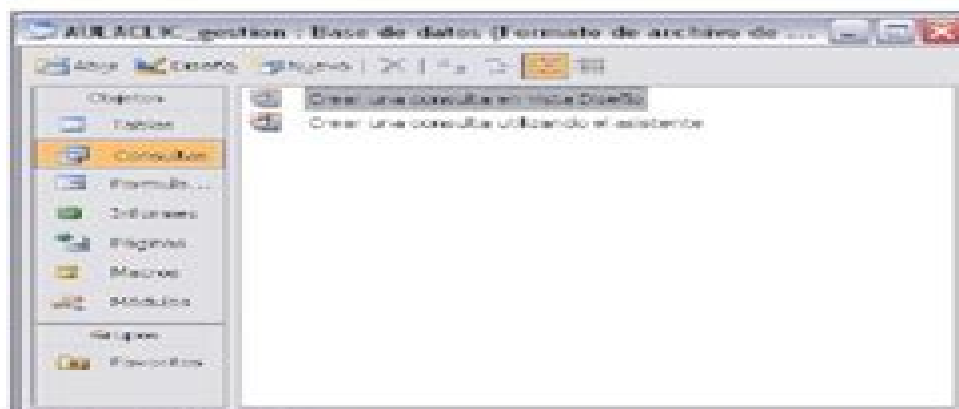 AULACLIC_gestion : Base de datos (Formato de archivo de ...
Abrir Diseño Nuevo
Objetos
Tablas
Consultas
Formula...
Informes
Páginas
Macros
Módulos
Grupos
Favoritos
Crear una consulta en vista Diseño
Crear una consulta utilizando el asistente